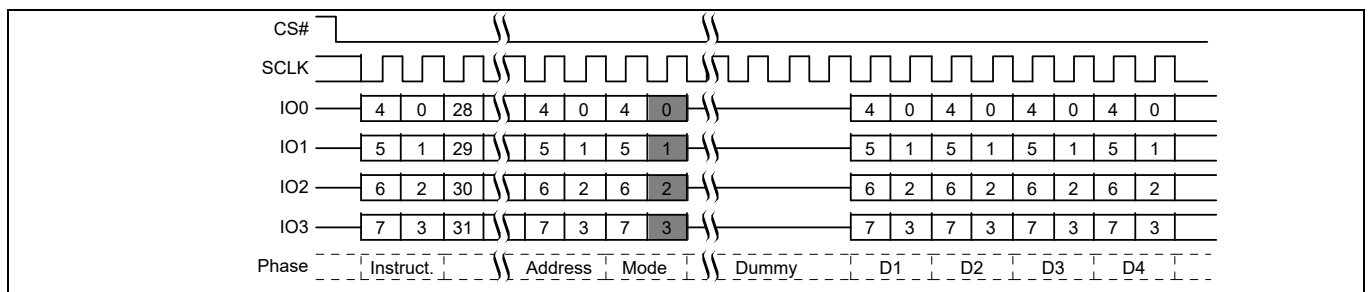 CS#
SCLK
IO0 4 0 28 4 0 4 0 4 0 4 0 4 0 4 0
IO1 5 1 29 5 1 5 1 5 1 5 1 5 1 5 1
IO2 6 2 30 6 2 6 2 6 2 6 2 6 2 6 2
IO3 7 3 31 7 3 7 3 7 3 7 3 7 3 7 3
Phase Instruct. Address Mode Dummy D1 D2 D3 D4